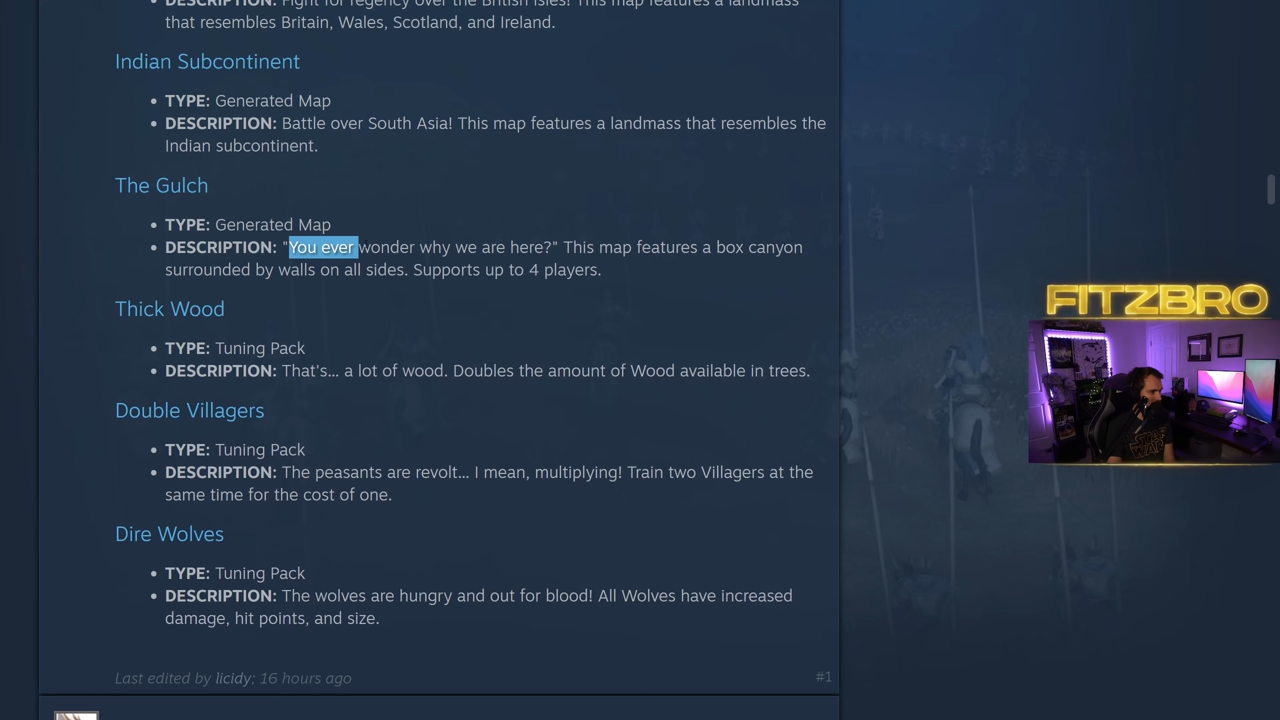 DESCRIPTION: Fight for regency over the British Isles! This map features a landmass
that resembles Britain, Wales, Scotland, and Ireland.
Indian Subcontinent
• TYPE: Generated Map
• DESCRIPTION: Battle over South Asia! This map features a landmass that resembles the
Indian subcontinent.
The Gulch
• TYPE: Generated Map
• DESCRIPTION: "You ever wonder why we are here?" This map features a box canyon
surrounded by walls on all sides. Supports up to 4 players.
Thick Wood
• TYPE: Tuning Pack
• DESCRIPTION: That's... a lot of wood. Doubles the amount of Wood available in trees.
Double Villagers
• TYPE: Tuning Pack
• DESCRIPTION: The peasants are revolt... I mean, multiplying! Train two Villagers at the
same time for the cost of one.
Dire Wolves
• TYPE: Tuning Pack
• DESCRIPTION: The wolves are hungry and out for blood! All Wolves have increased
damage, hit points, and size.
Last edited by licidy; 16 hours ago
#1
FITZBRO
STAR
WARS